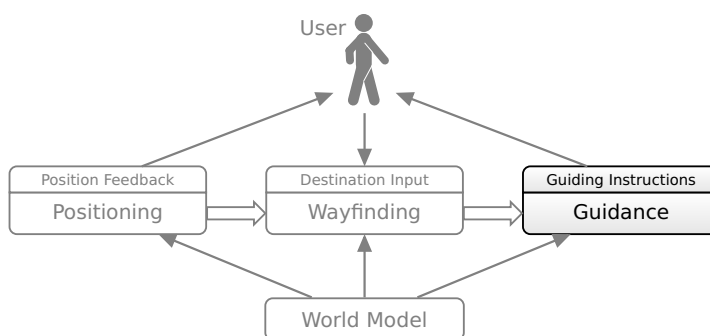 User
Position Feedback
Positioning
Destination Input
Wayfinding
Guiding Instructions
Guidance
World Model